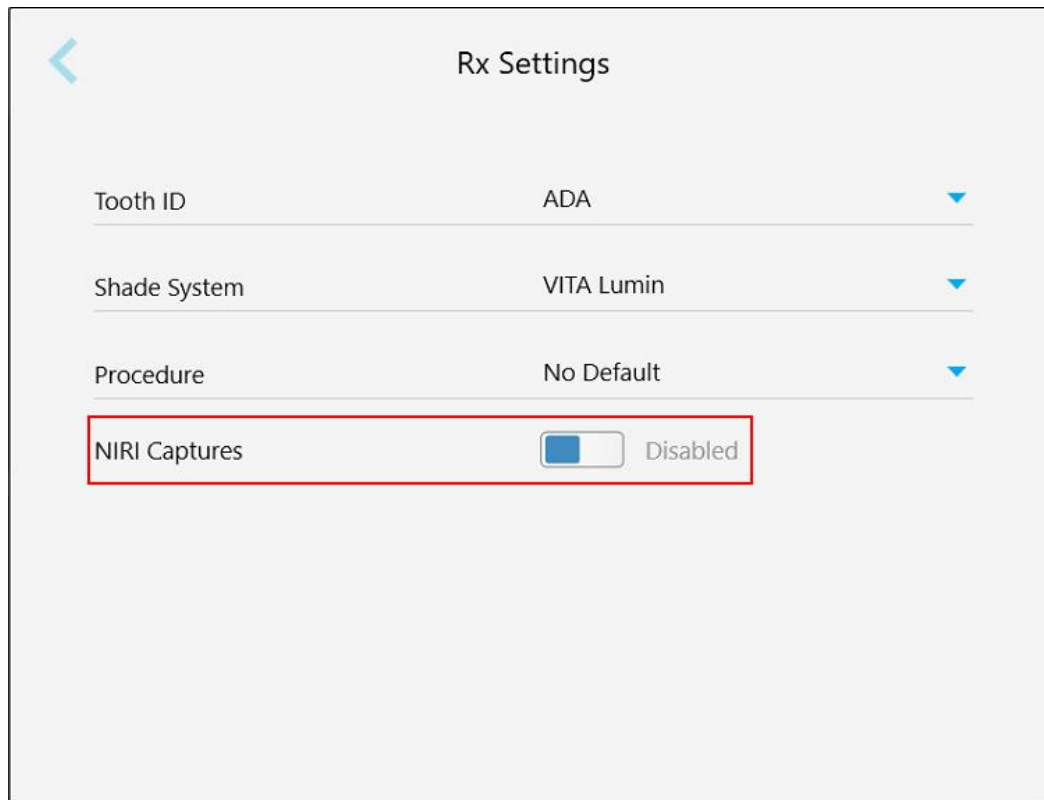 Rx Settings
Tooth ID ADA
Shade System VITA Lumin
Procedure No Default
NIRI Captures Disabled